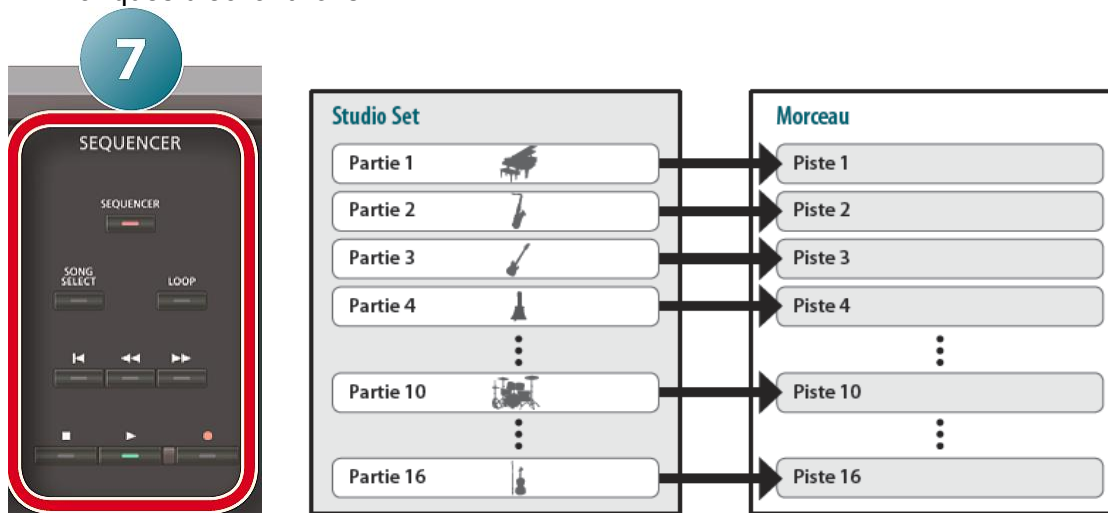 7
SEQUENCER
SEQUENCER
SONG
SELECT
LOOP
Studio Set
Partie 1
Partie 2
Partie 3
Partie 4
Partie 10
Partie 16
Morceau
Piste 1
Piste 2
Piste 3
Piste 4
Piste 10
Piste 16